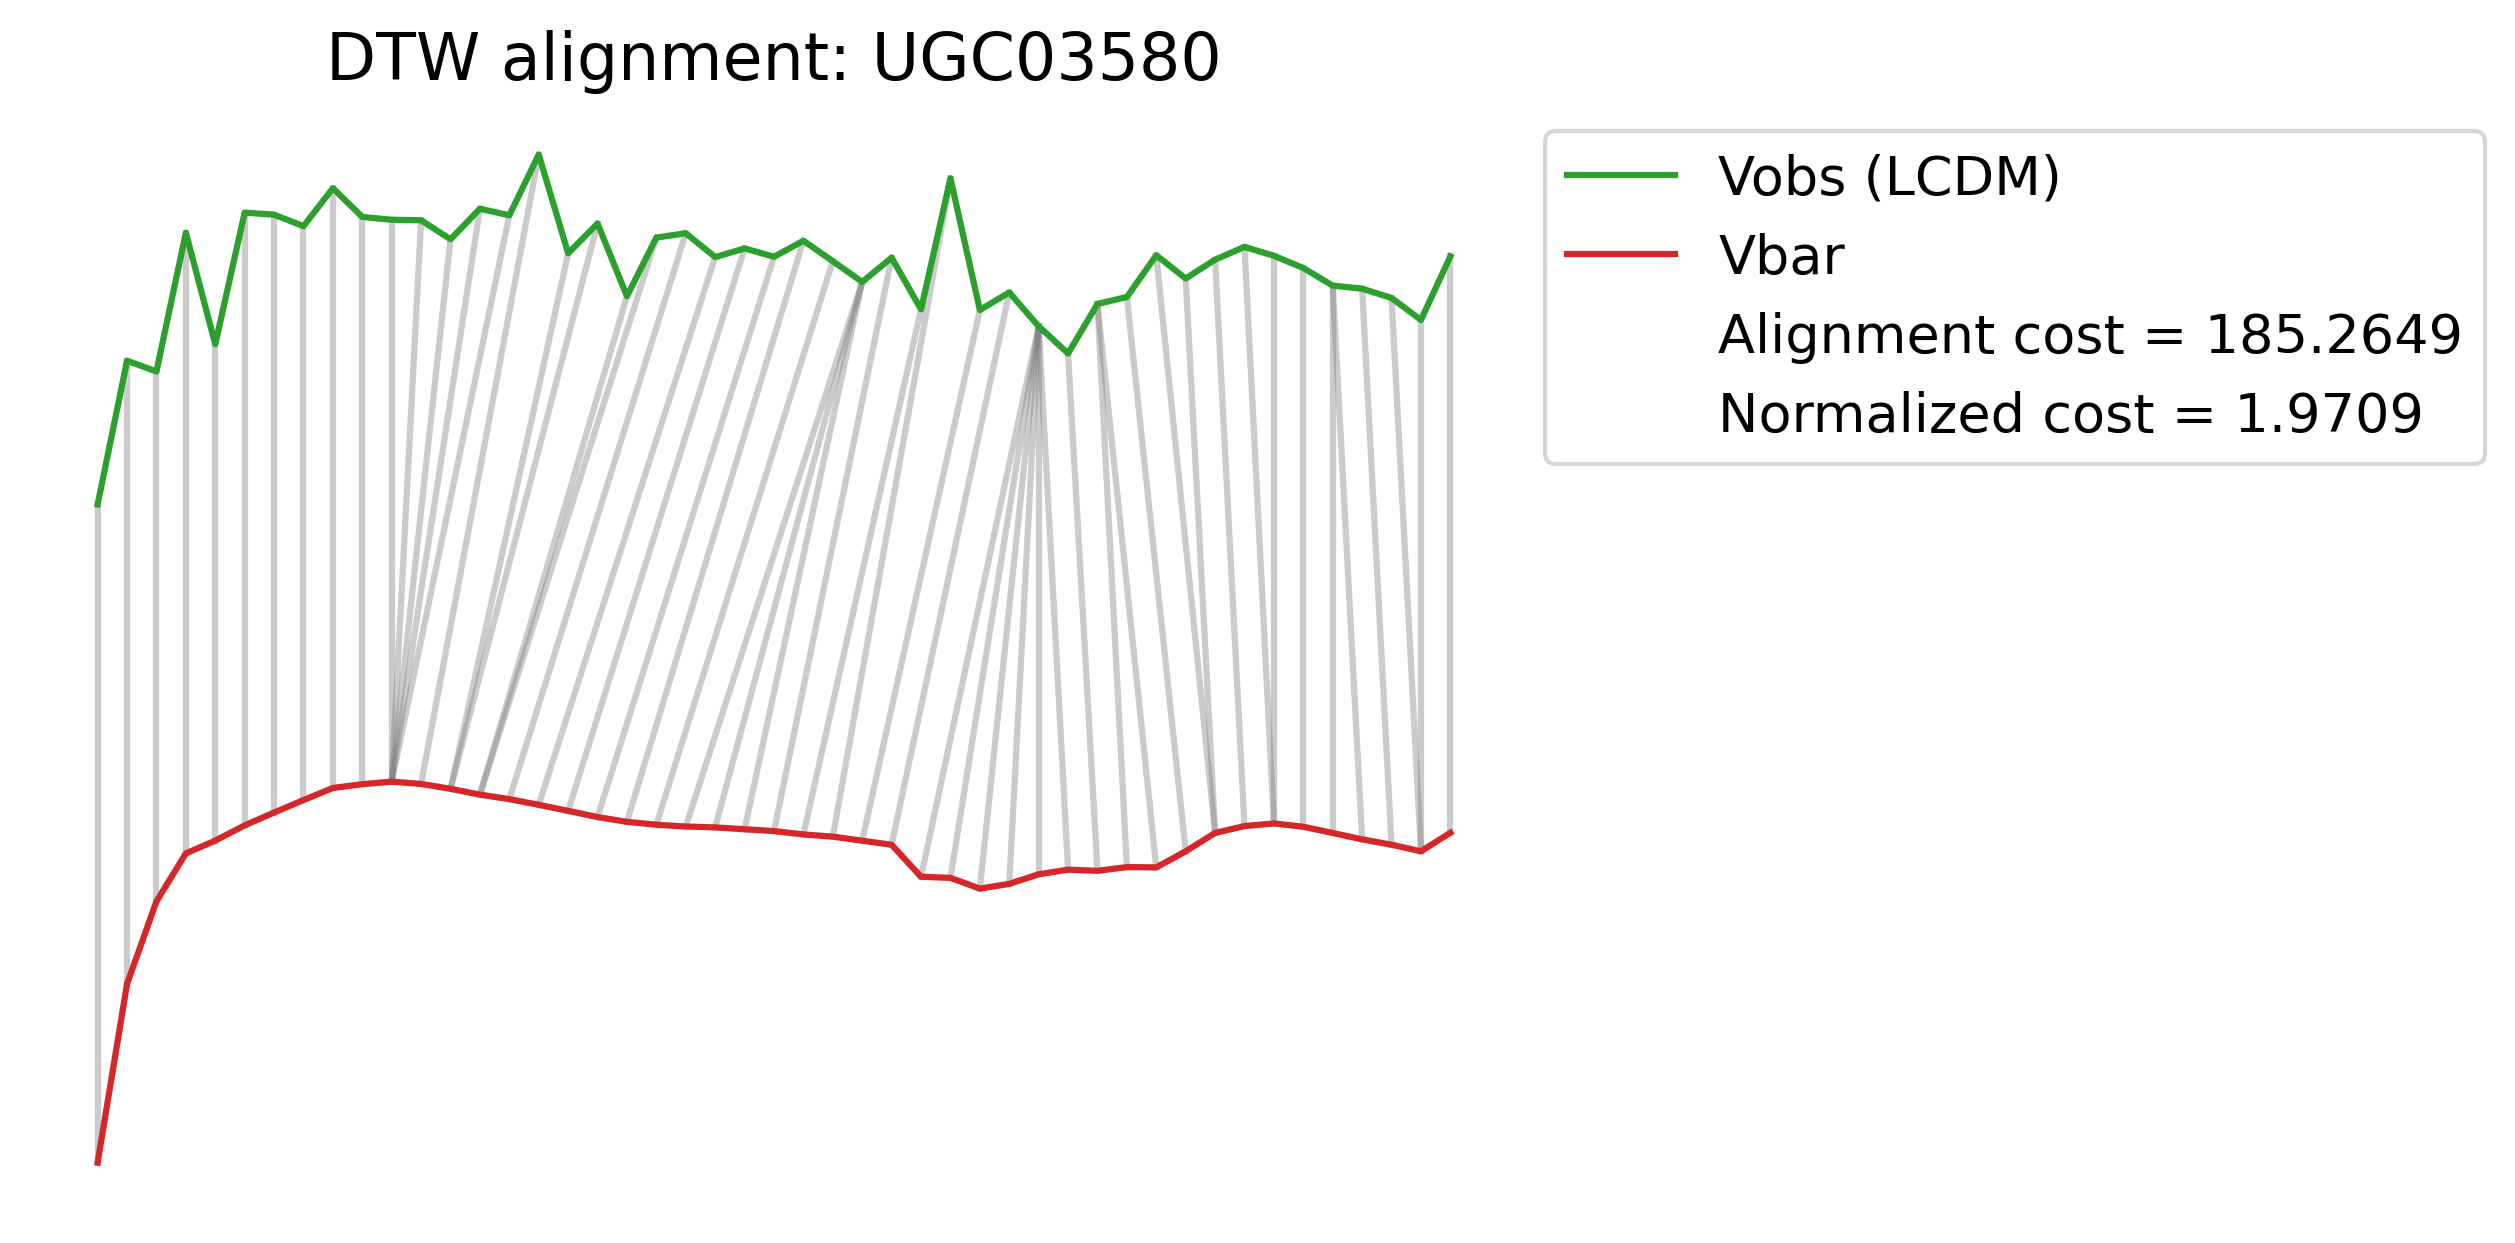 DTW alignment: UGC03580
Vobs (LCDM)
Vbar
Alignment cost = 185.2649
Normalized cost = 1.9709